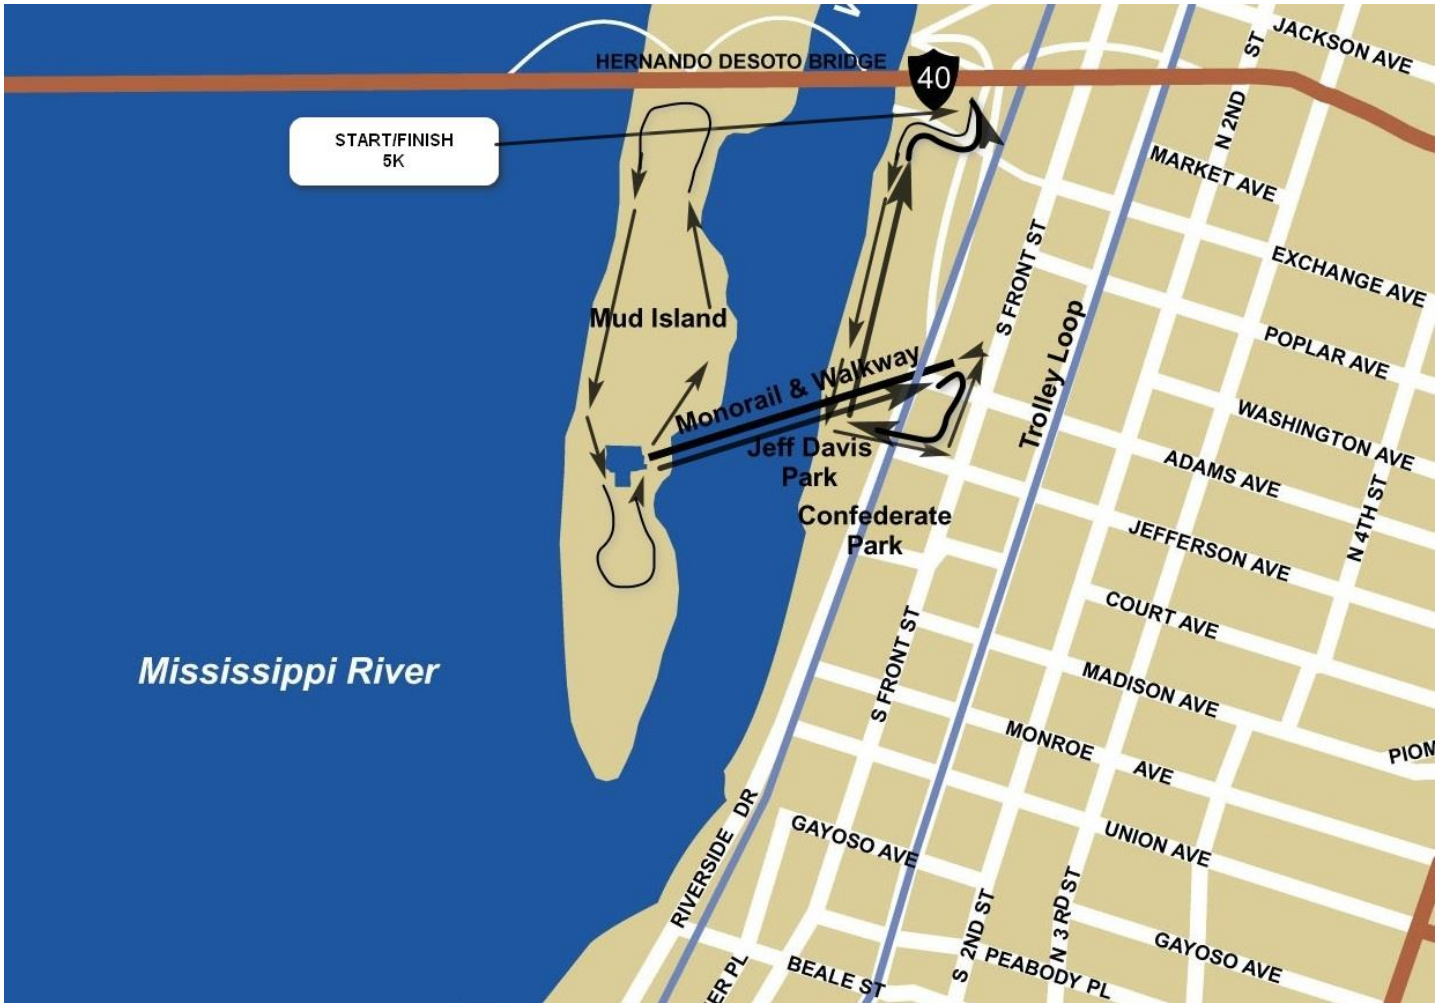 HERNANDO DESOTO BRIDGE
40
START/FINISH
5K
JACKSON AVE
N 2ND ST
MARKET AVE
EXCHANGE AVE
S FRONT ST
POPLAR AVE
Mud Island
Trolley Loop
Monorail & Walkway
WASHINGTON AVE
Jeff Davis
Park
ADAMS AVE
N 4TH ST
Confederate
Park
JEFFERSON AVE
COURT AVE
Mississippi River
S FRONT ST
MADISON AVE
MONROE AVE
PIOM
RIVERSIDE DR
GAYOSO AVE
UNION AVE
S 2ND ST
N 3RD ST
GAYOSO AVE
PEABODY PL
BEALE ST
ER PL